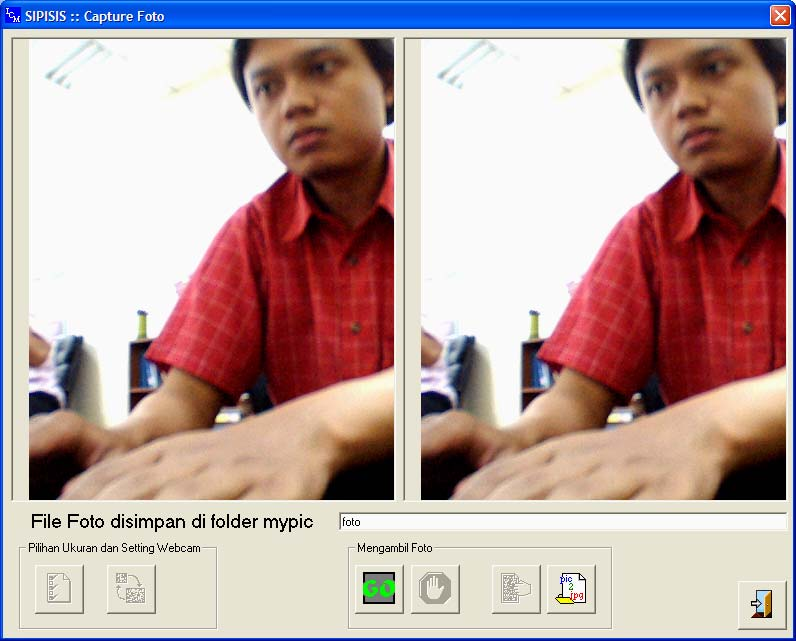 ICM SIPISIS :: Capture Foto
File Foto disimpan di folder mypic
foto
Pilihan Ukuran dan Setting Webcam
Mengambil Foto
GO
pic
2
jpg